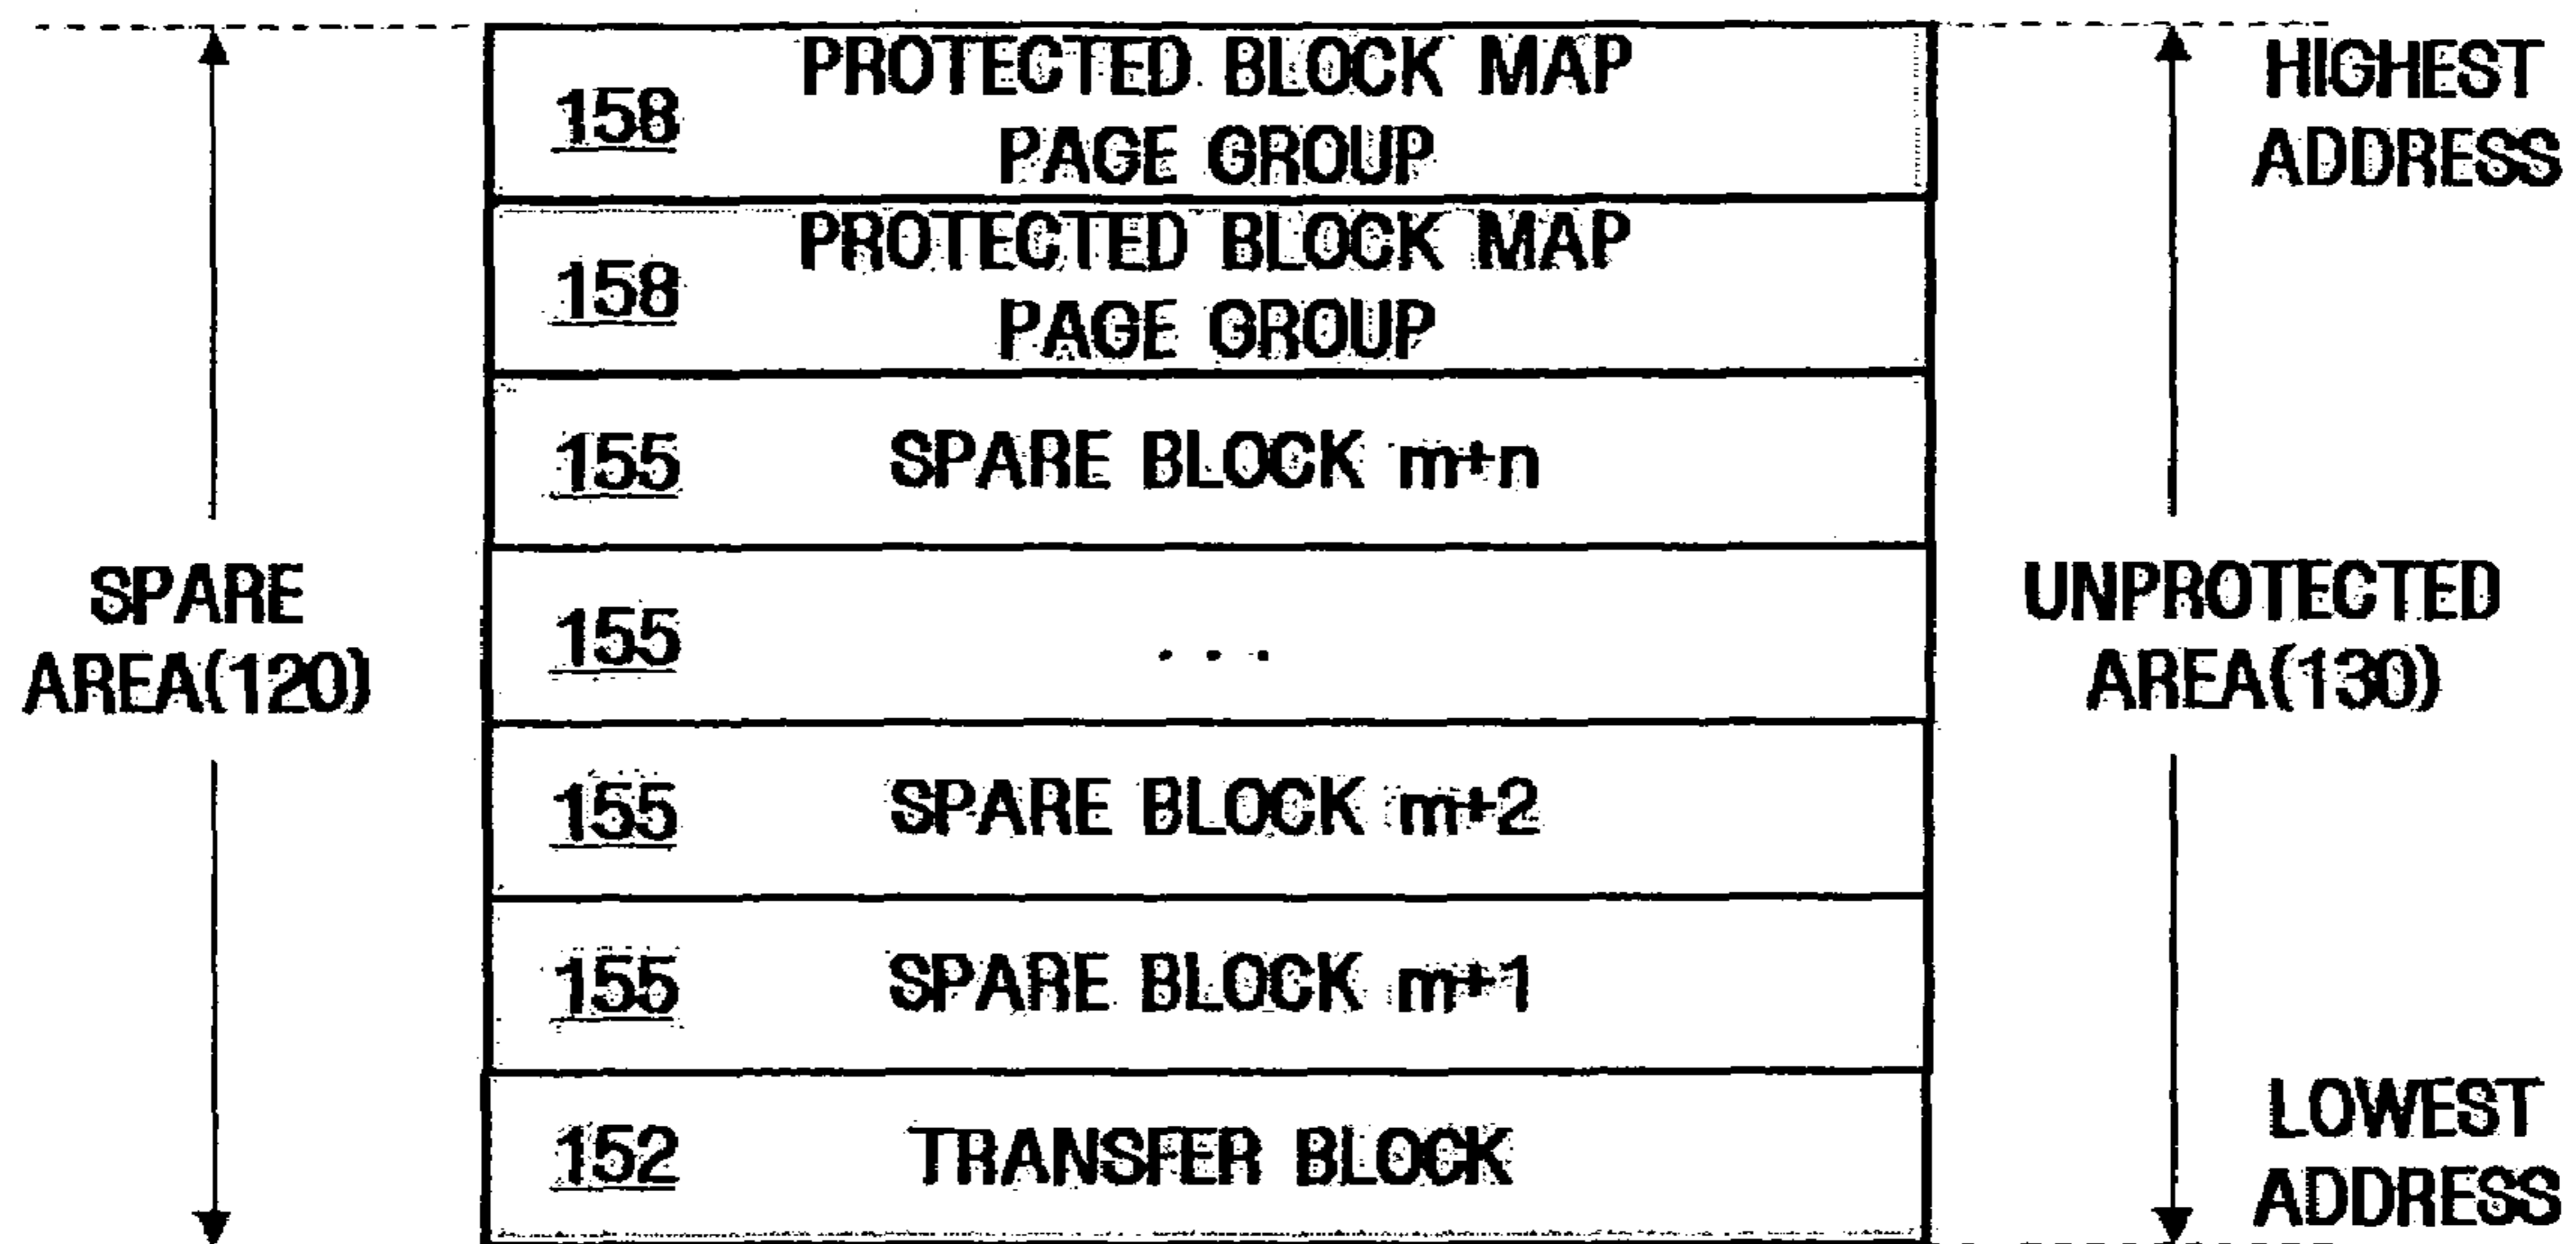 PROTECTED BLOCK MAP
158
PAGE GROUP
HIGHEST
ADDRESS
PROTECTED BLOCK MAP
158
PAGE GROUP
155 SPARE BLOCK m+n
SPARE
AREA(120)
155 ...
UNPROTECTED
AREA(130)
155 SPARE BLOCK m+2
155 SPARE BLOCK m+1
152 TRANSFER BLOCK
LOWEST
ADDRESS